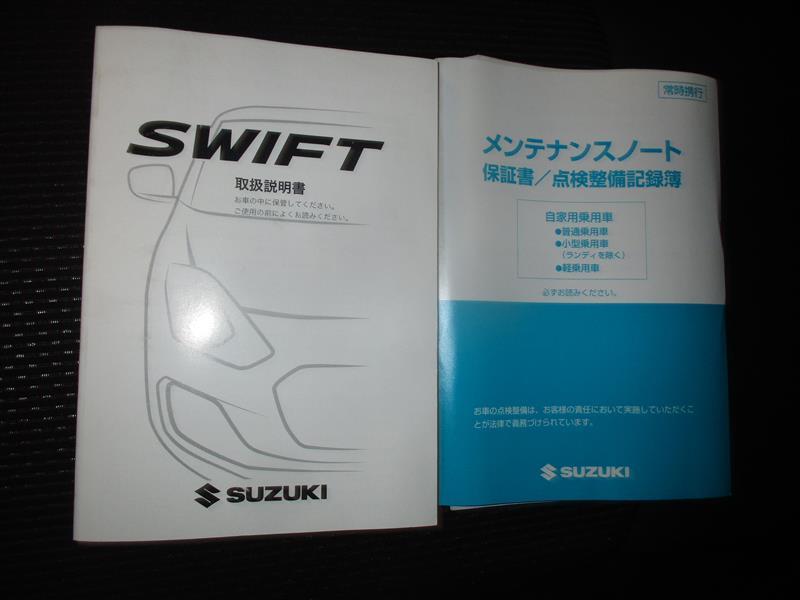 SWIFT
取扱説明書
お車の中に保管してください。
ご使用の前によくお読みください。
SUZUKI
常時携行
メンテナンスノート
保証書/点検整備記録簿
自家用乗用車
●普通乗用車
●小型乗用車
(ランディを除く)
●軽乗用車
必ずお読みください。
お車の点検整備は、お客様の責任において実施していただくこ
とが法律で義務づけられています。
SUZUKI